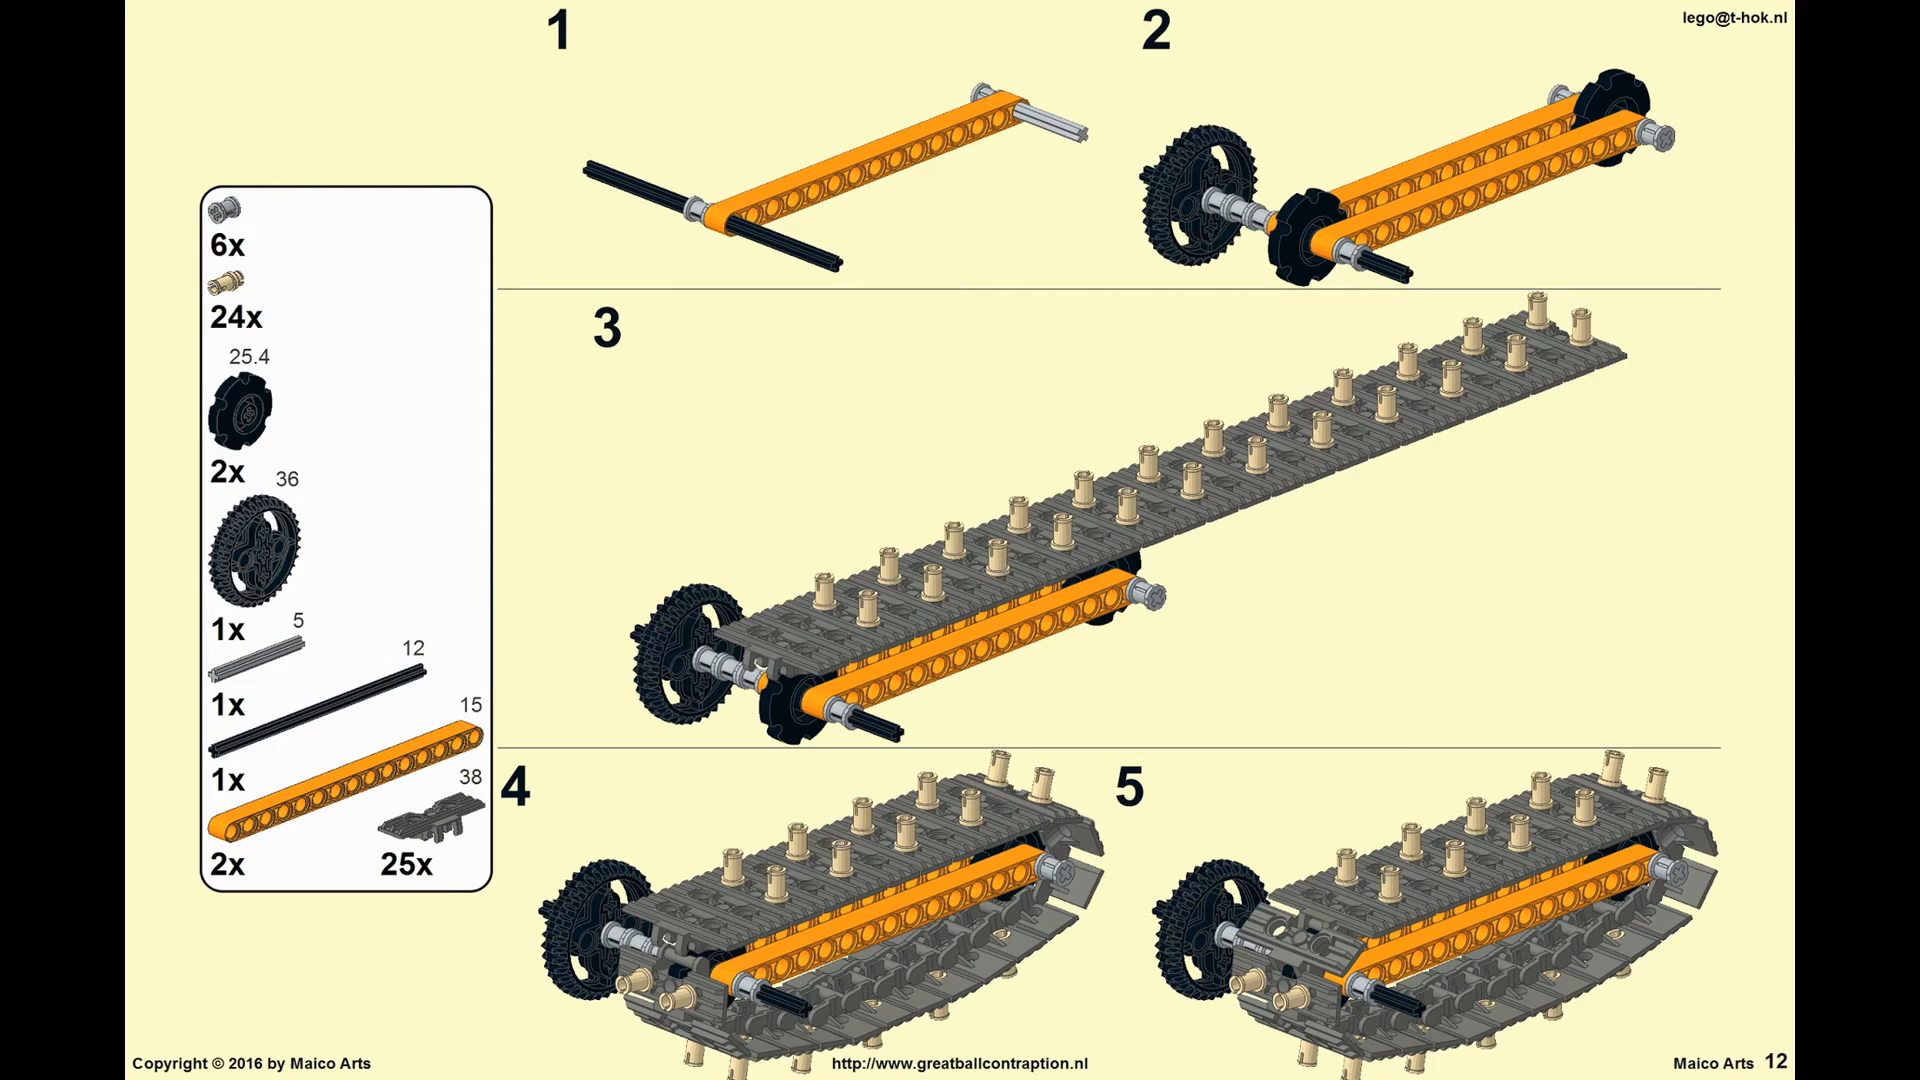 1
2
lego@t-hok.nl
6x
24x
25.4
2x
36
1x
5
1x
12
1x
15
2x
38
25x
3
4
5
Copyright © 2016 by Maico Arts
http://www.greatballcontraption.nl
Maico Arts 12